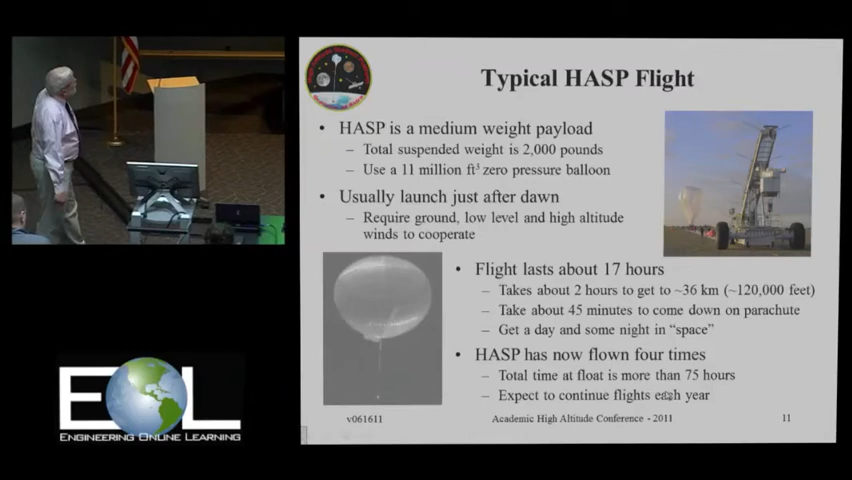 Typical HASP Flight
• HASP is a medium weight payload
– Total suspended weight is 2,000 pounds
– Use a 11 million ft³ zero pressure balloon
• Usually launch just after dawn
– Require ground, low level and high altitude
winds to cooperate
• Flight lasts about 17 hours
– Takes about 2 hours to get to ~36 km (~120,000 feet)
– Take about 45 minutes to come down on parachute
– Get a day and some night in “space”
• HASP has now flown four times
– Total time at float is more than 75 hours
– Expect to continue flights each year
v061611
Academic High Altitude Conference - 2011
11
EOL
ENGINEERING ONLINE LEARNING